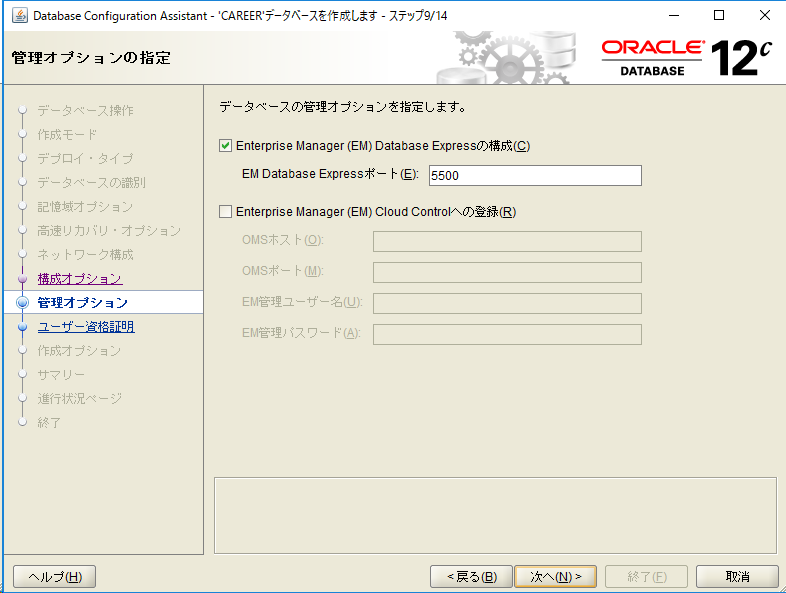 Database Configuration Assistant - 'CAREER'データベースを作成します - ステップ9/14
管理オプションの指定
ORACLE
DATABASE
12c
データベース操作
作成モード
デプロイ・タイプ
データベースの識別
記憶域オプション
高速リカバリ・オプション
ネットワーク構成
構成オプション
管理オプション
ユーザー資格証明
作成オプション
サマリー
進行状況ページ
終了
データベースの管理オプションを指定します。
Enterprise Manager (EM) Database Expressの構成(C)
EM Database Expressポート(E): 5500
Enterprise Manager (EM) Cloud Controlへの登録(R)
OMSホスト(O):
OMSポート(M):
EM管理ユーザー名(U):
EM管理パスワード(A):
ヘルプ(H)
<戻る(B)
次へ(N)>
終了(F)
取消